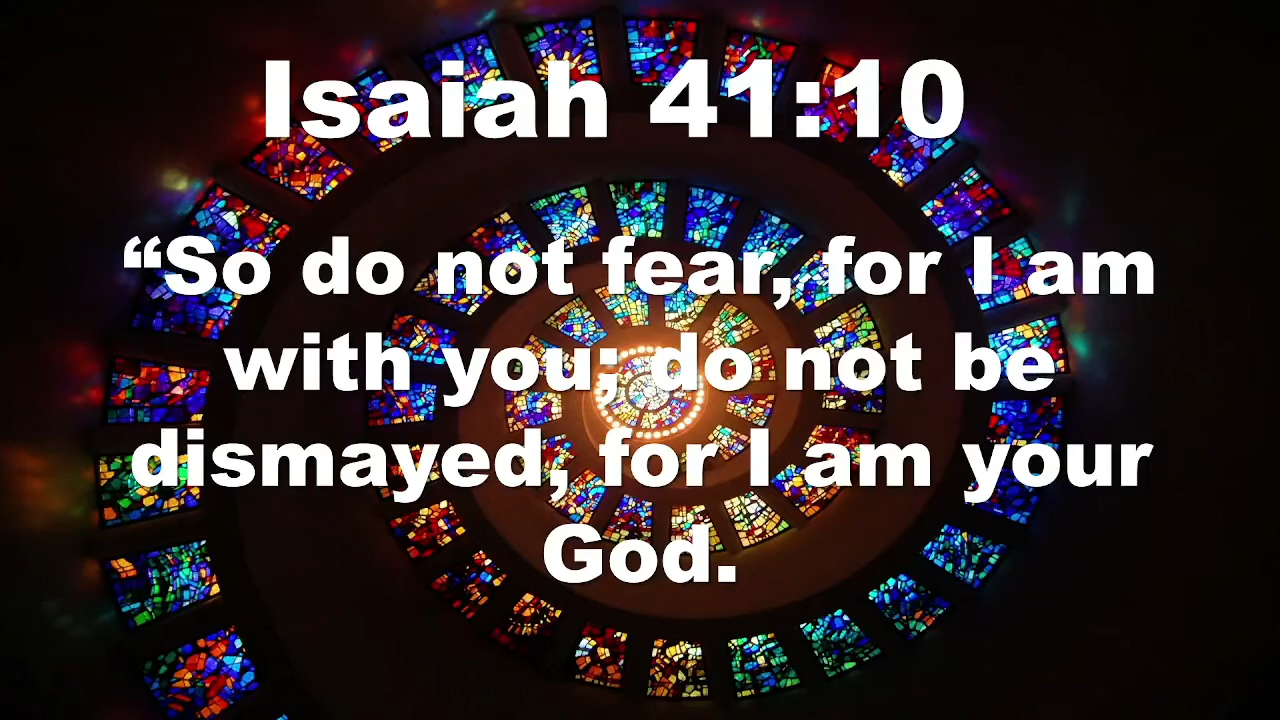 Isaiah 41:10
“So do not fear, for I am
with you; do not be
dismayed, for I am your
God.